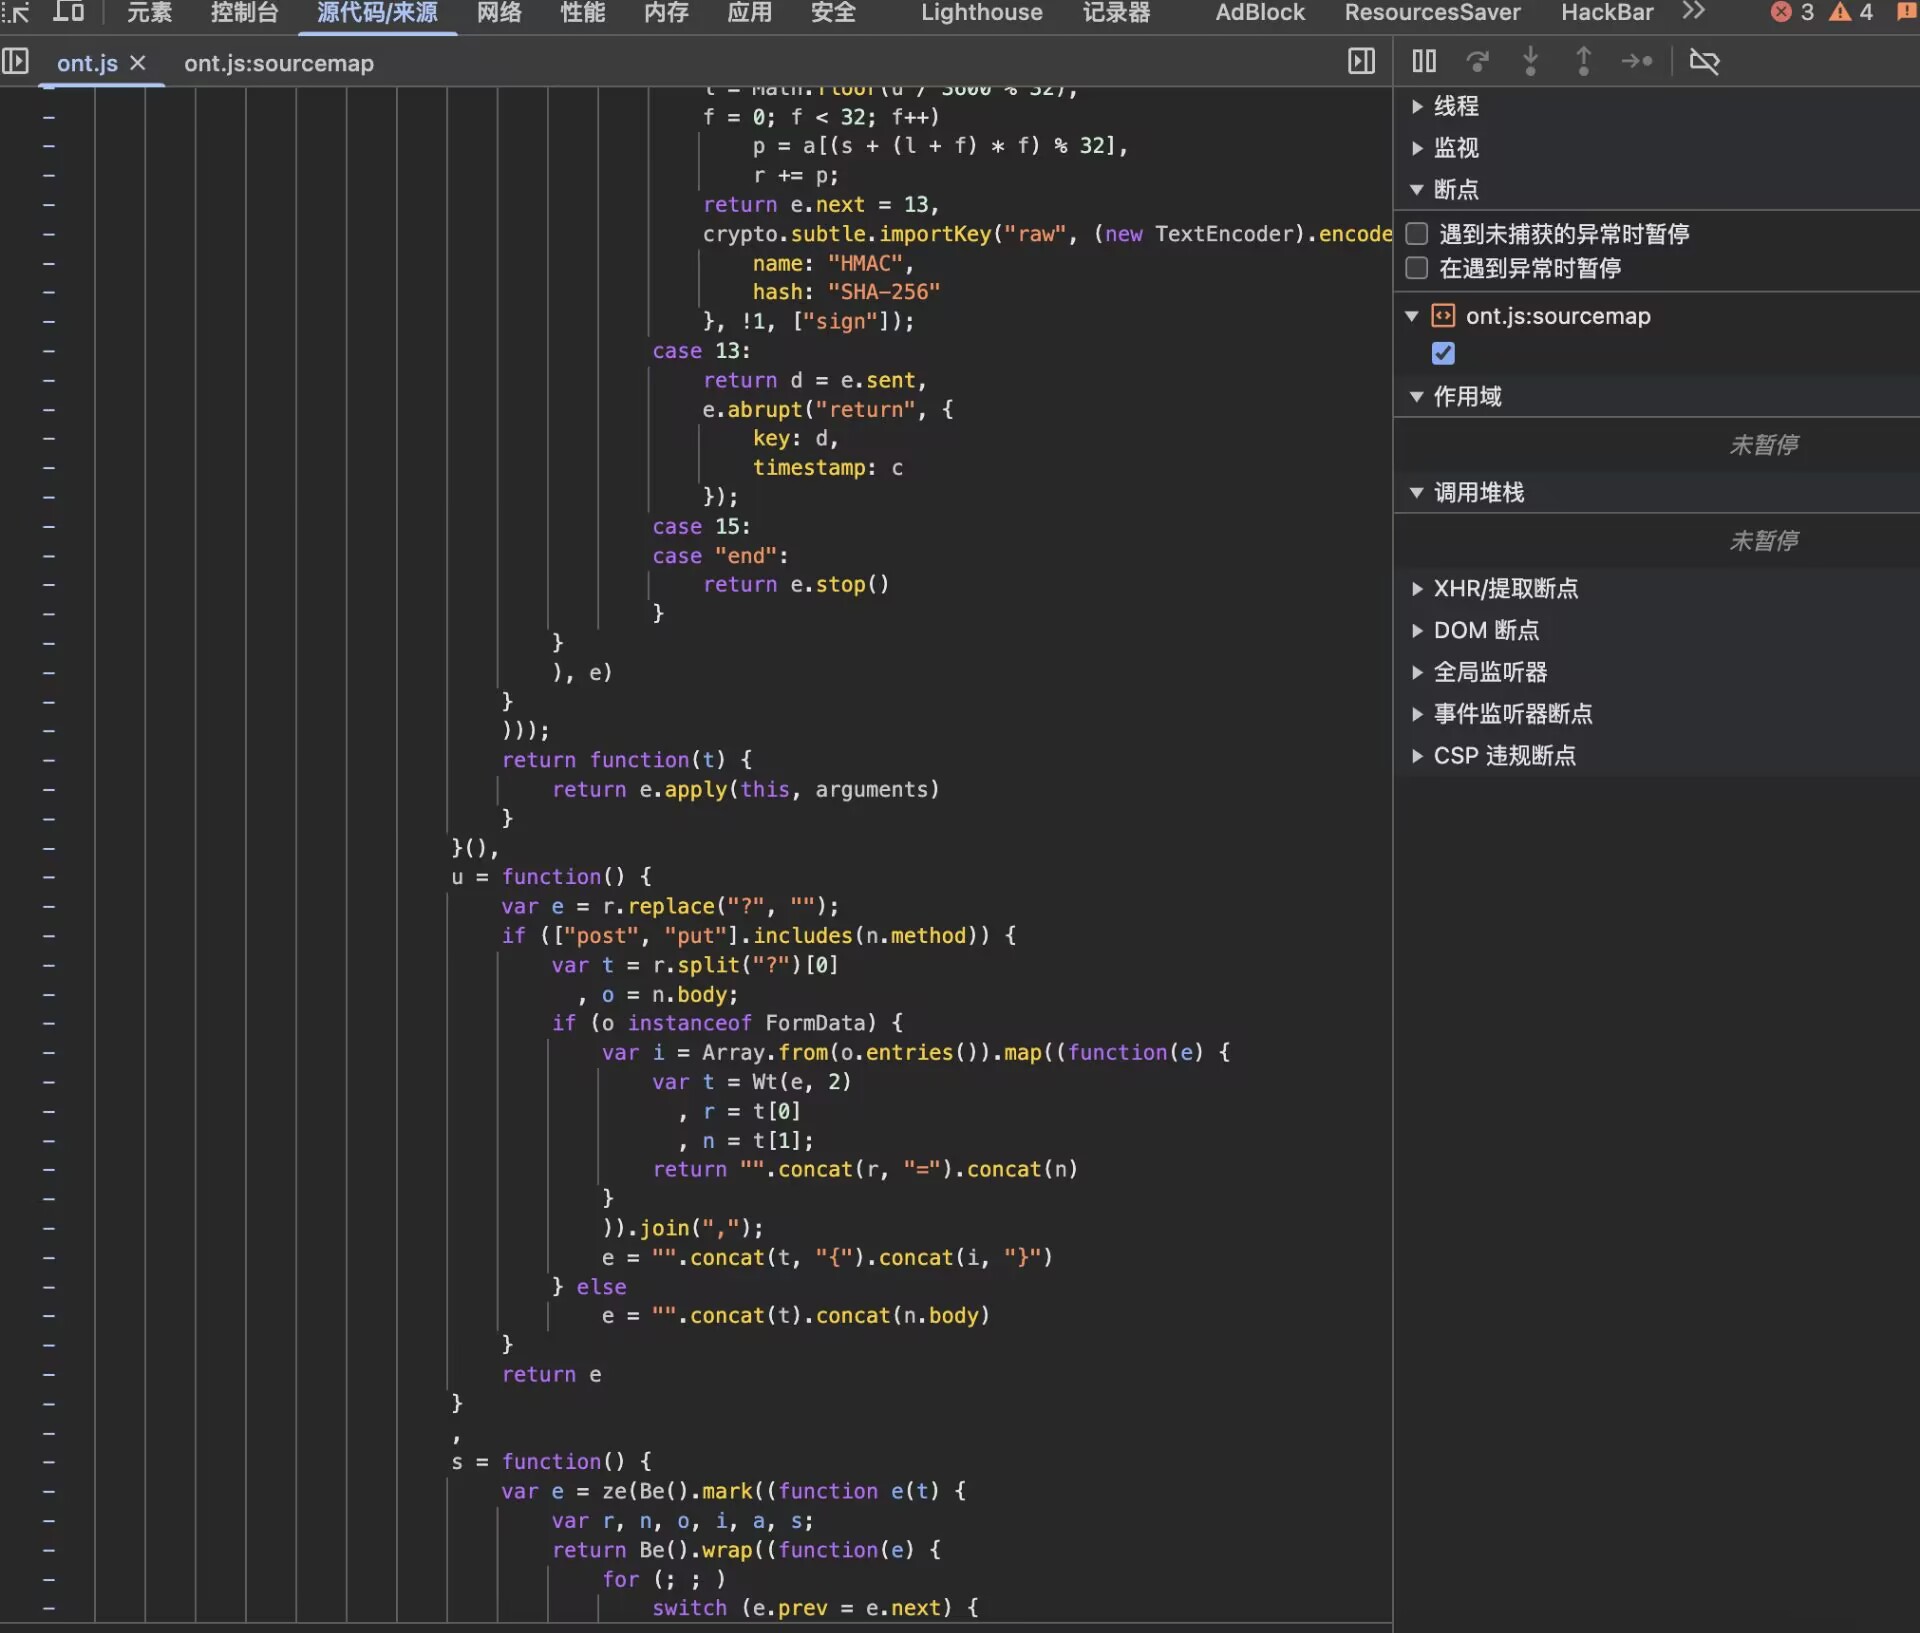 元素 控制台 源代码/来源 网络 性能 内存 应用 安全 Lighthouse 记录器 AdBlock ResourcesSaver HackBar 3 4
ont.js ont.js:sourcemap
t = Math.floor(u / 3600 % 32),
f = 0; f < 32; f++)
p = a[(s + (l + f) * f) % 32],
r += p;
return e.next = 13,
crypto.subtle.importKey("raw", (new TextEncoder).encode
name: "HMAC",
hash: "SHA-256"
}, !1, ["sign"]);
case 13:
return d = e.sent,
e.abrupt("return", {
key: d,
timestamp: c
});
case 15:
case "end":
return e.stop()
}
}
), e)
}
)));
return function(t) {
return e.apply(this, arguments)
}
}(),
u = function() {
var e = r.replace("?", "");
if (["post", "put"].includes(n.method)) {
var t = r.split("?")[0]
, o = n.body;
if (o instanceof FormData) {
var i = Array.from(o.entries()).map((function(e) {
var t = Wt(e, 2)
, r = t[0]
, n = t[1];
return "".concat(r, "=").concat(n)
}
)).join(",");
e = "".concat(t, "{").concat(i, "}")
} else
e = "".concat(t).concat(n.body)
}
return e
}
,
s = function() {
var e = ze(Be().mark((function e(t) {
var r, n, o, i, a, s;
return Be().wrap((function(e) {
for (; ; )
switch (e.prev = e.next) {
线程
监视
断点
遇到未捕获的异常时暂停
在遇到异常时暂停
ont.js:sourcemap
作用域
未暂停
调用堆栈
未暂停
XHR/提取断点
DOM 断点
全局监听器
事件监听器断点
CSP 违规断点